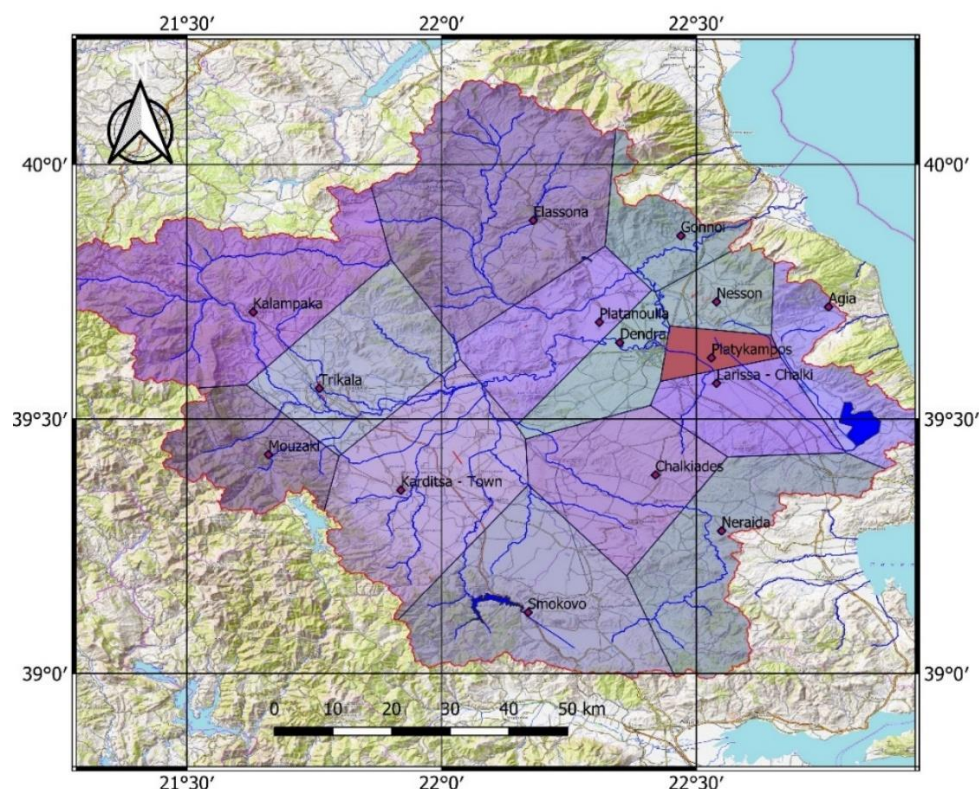 21°30′ 22°0′ 22°30′
40°0′ 40°0′
Elassona
Gonnoi
Kalampaka
Nesson
Agia
Platanoulla
Dendra
Platykampos
Trikala
Larissa - Chalki
39°30′ 39°30′
Mouzaki
Karditsa - Town
Chalkiades
Neraida
Smokovo
39°0′ 39°0′
0 10 20 30 40 50 km
21°30′ 22°0′ 22°30′